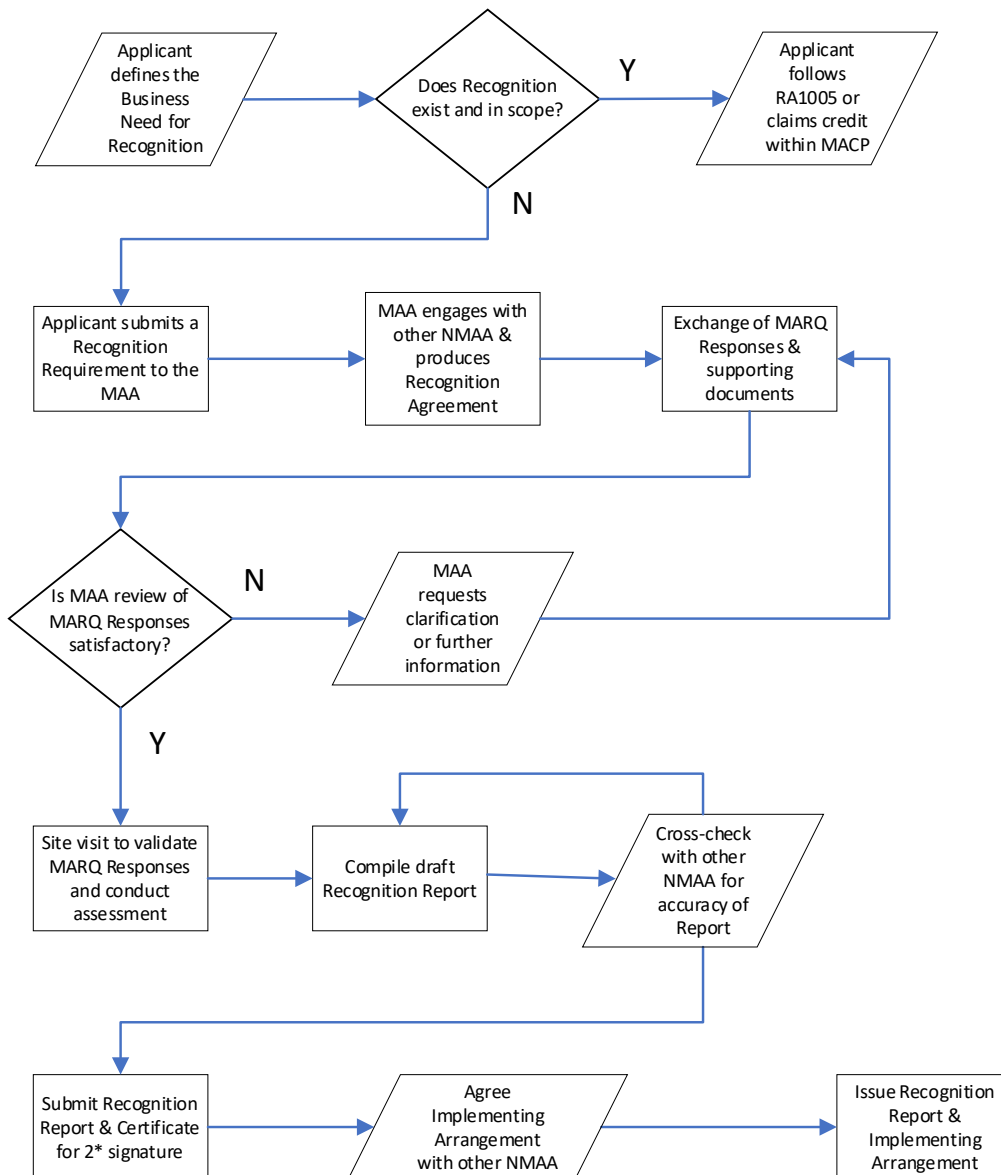 Applicant
defines the
Business
Need for
Recognition
Does Recognition
exist and in scope?
Y
Applicant
follows
RA1005 or
claims credit
within MACP
N
Applicant submits a
Recognition
Requirement to the
MAA
MAA engages with
other NMAA &
produces
Recognition
Agreement
Exchange of MARQ
Responses &
supporting
documents
Is MAA review of
MARQ Responses
satisfactory?
N
MAA
requests
clarification
or further
information
Y
Site visit to validate
MARQ Responses
and conduct
assessment
Compile draft
Recognition Report
Cross-check
with other
NMAA for
accuracy of
Report
Submit Recognition
Report & Certificate
for 2* signature
Agree
Implementing
Arrangement
with other NMAA
Issue Recognition
Report &
Implementing
Arrangement